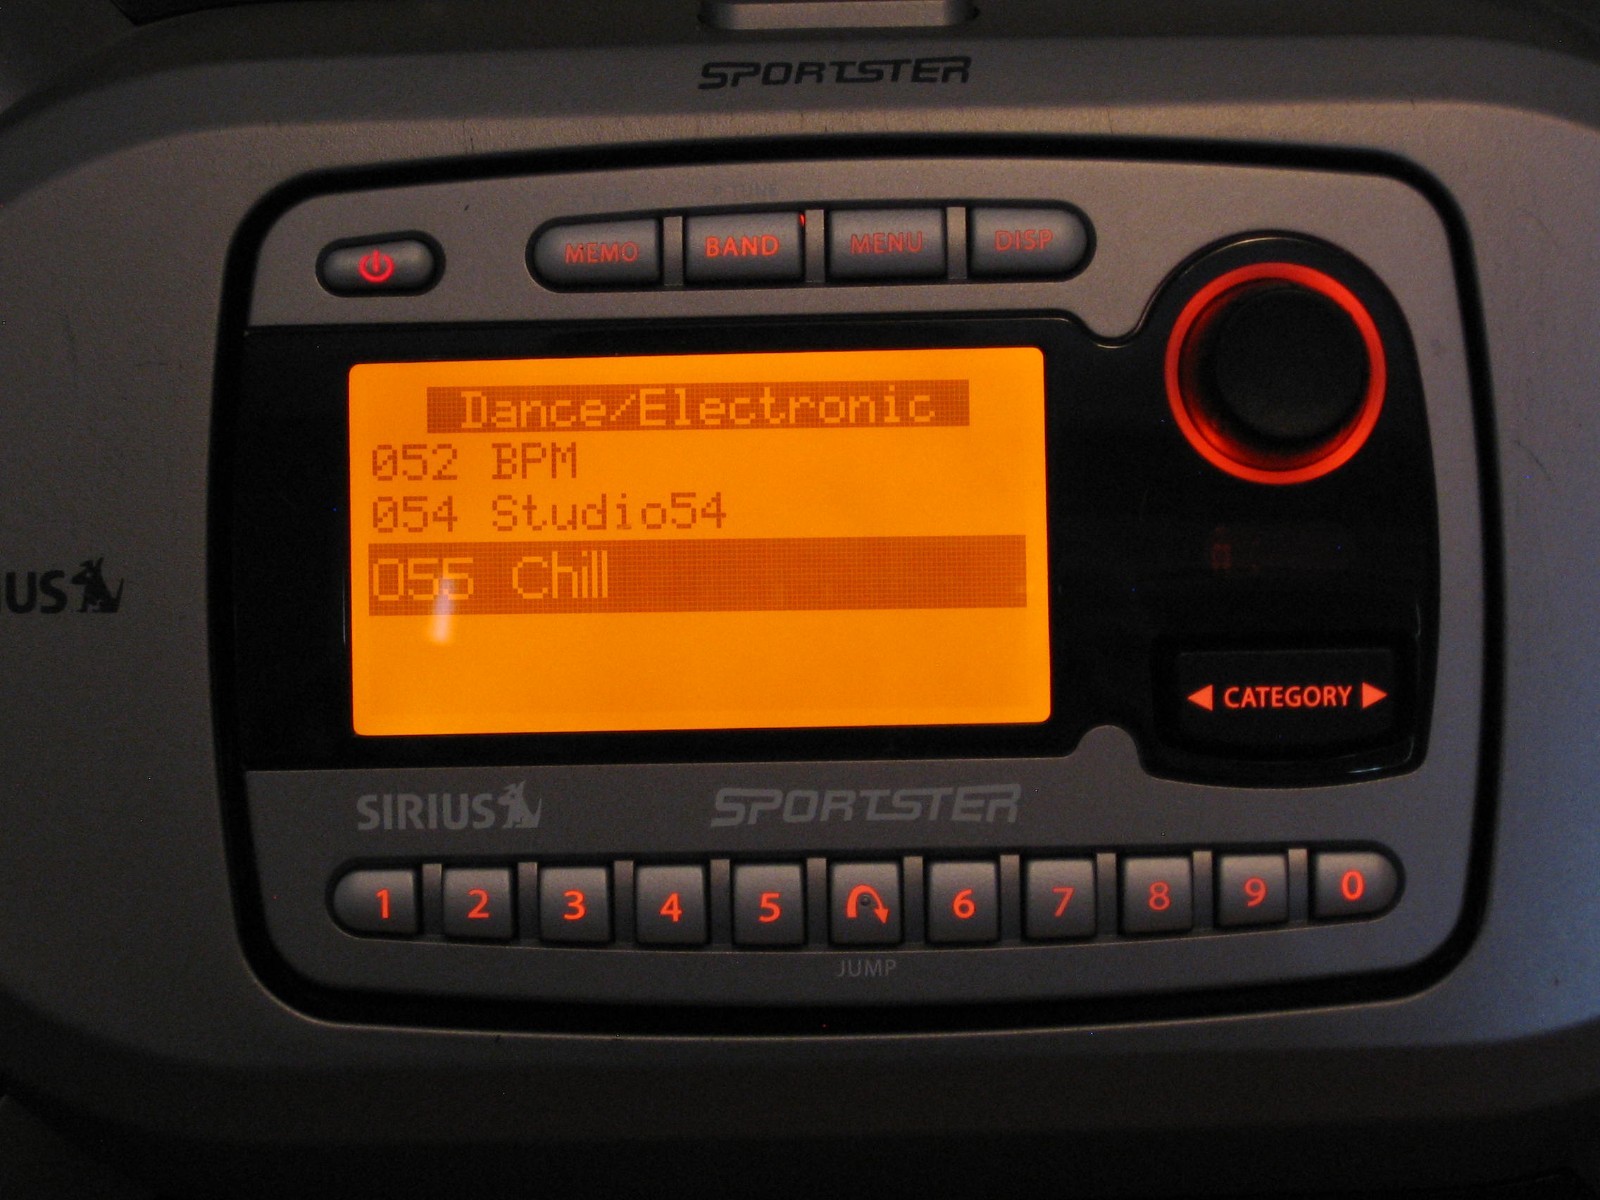 SPORTSTER
MEMO BAND MENU DISP
Dance/Electronic
052 BPM
054 Studio54
055 Chill
IUS
CATEGORY
SIRIUS SPORTSTER
1 2 3 4 5 6 7 8 9 0
JUMP